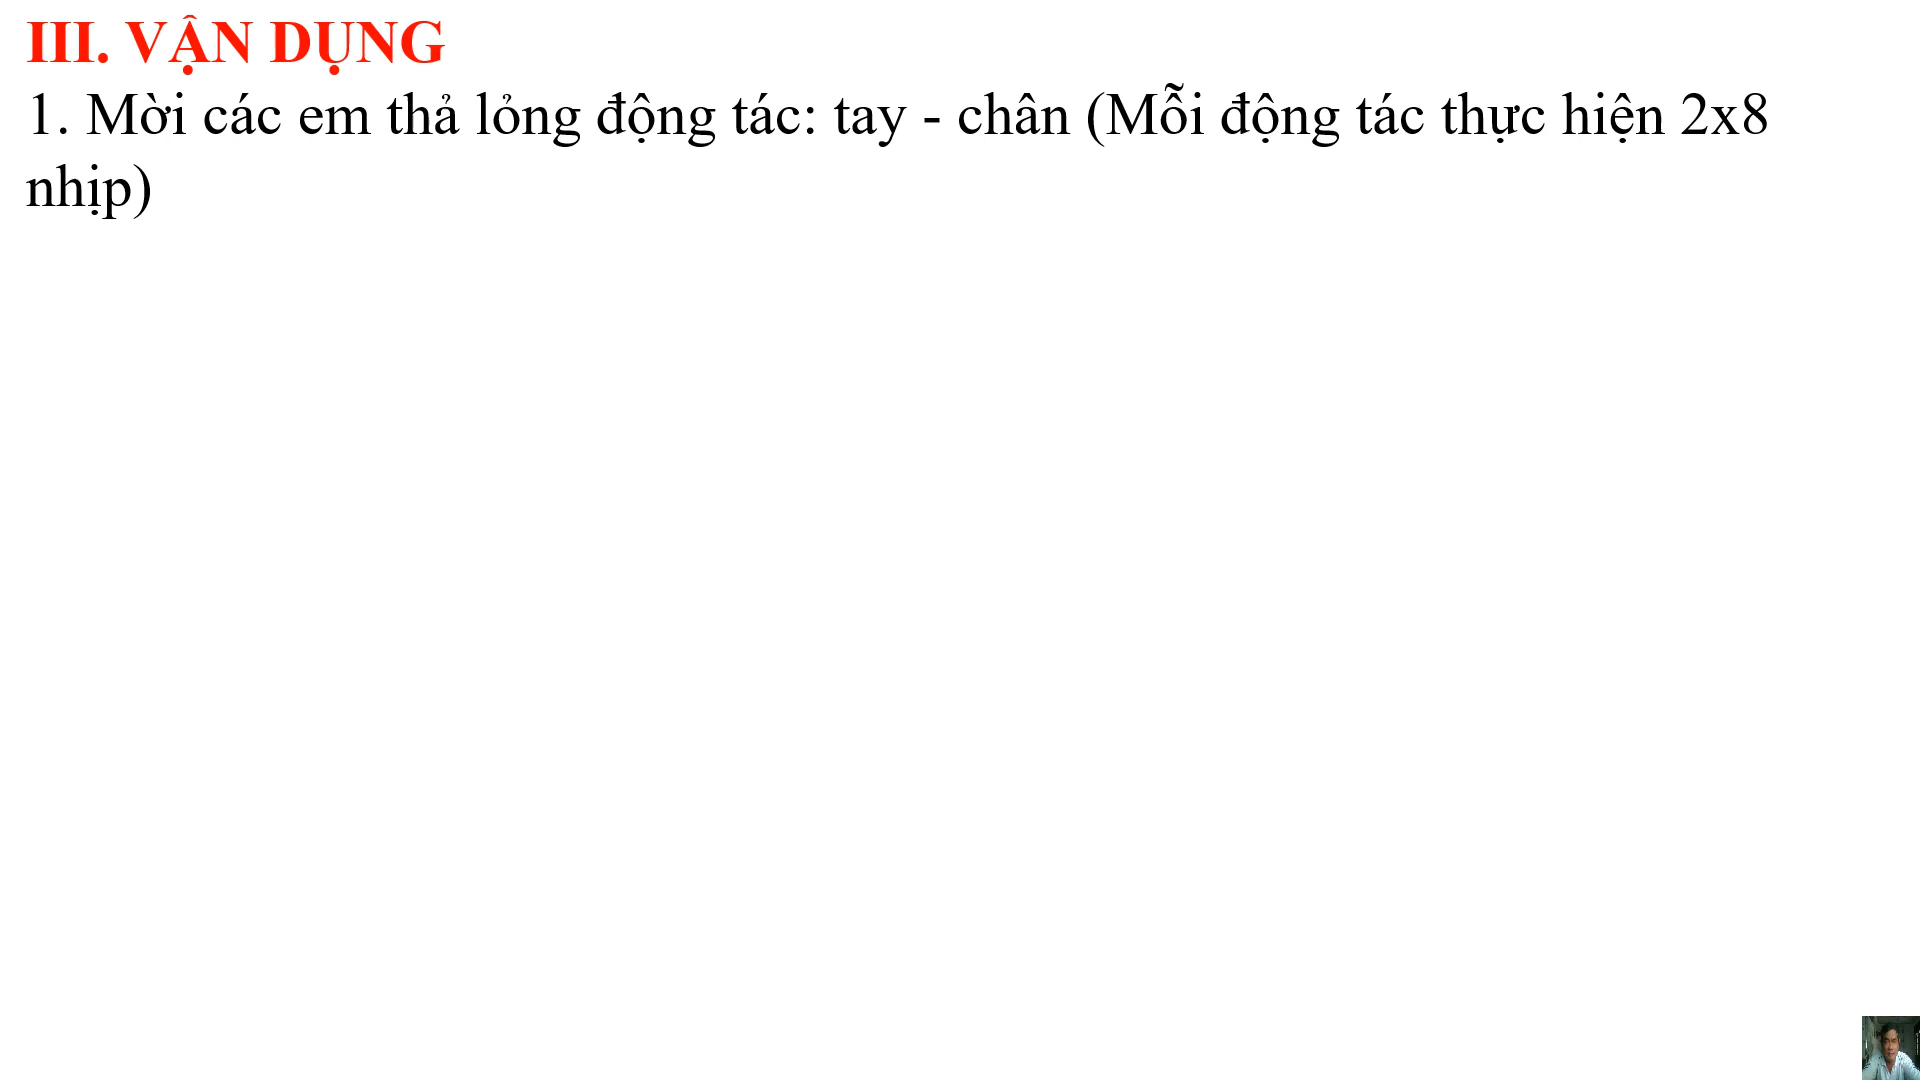 III. VẬN DỤNG
1. Mời các em thả lỏng động tác: tay - chân (Mỗi động tác thực hiện 2x8
nhịp)